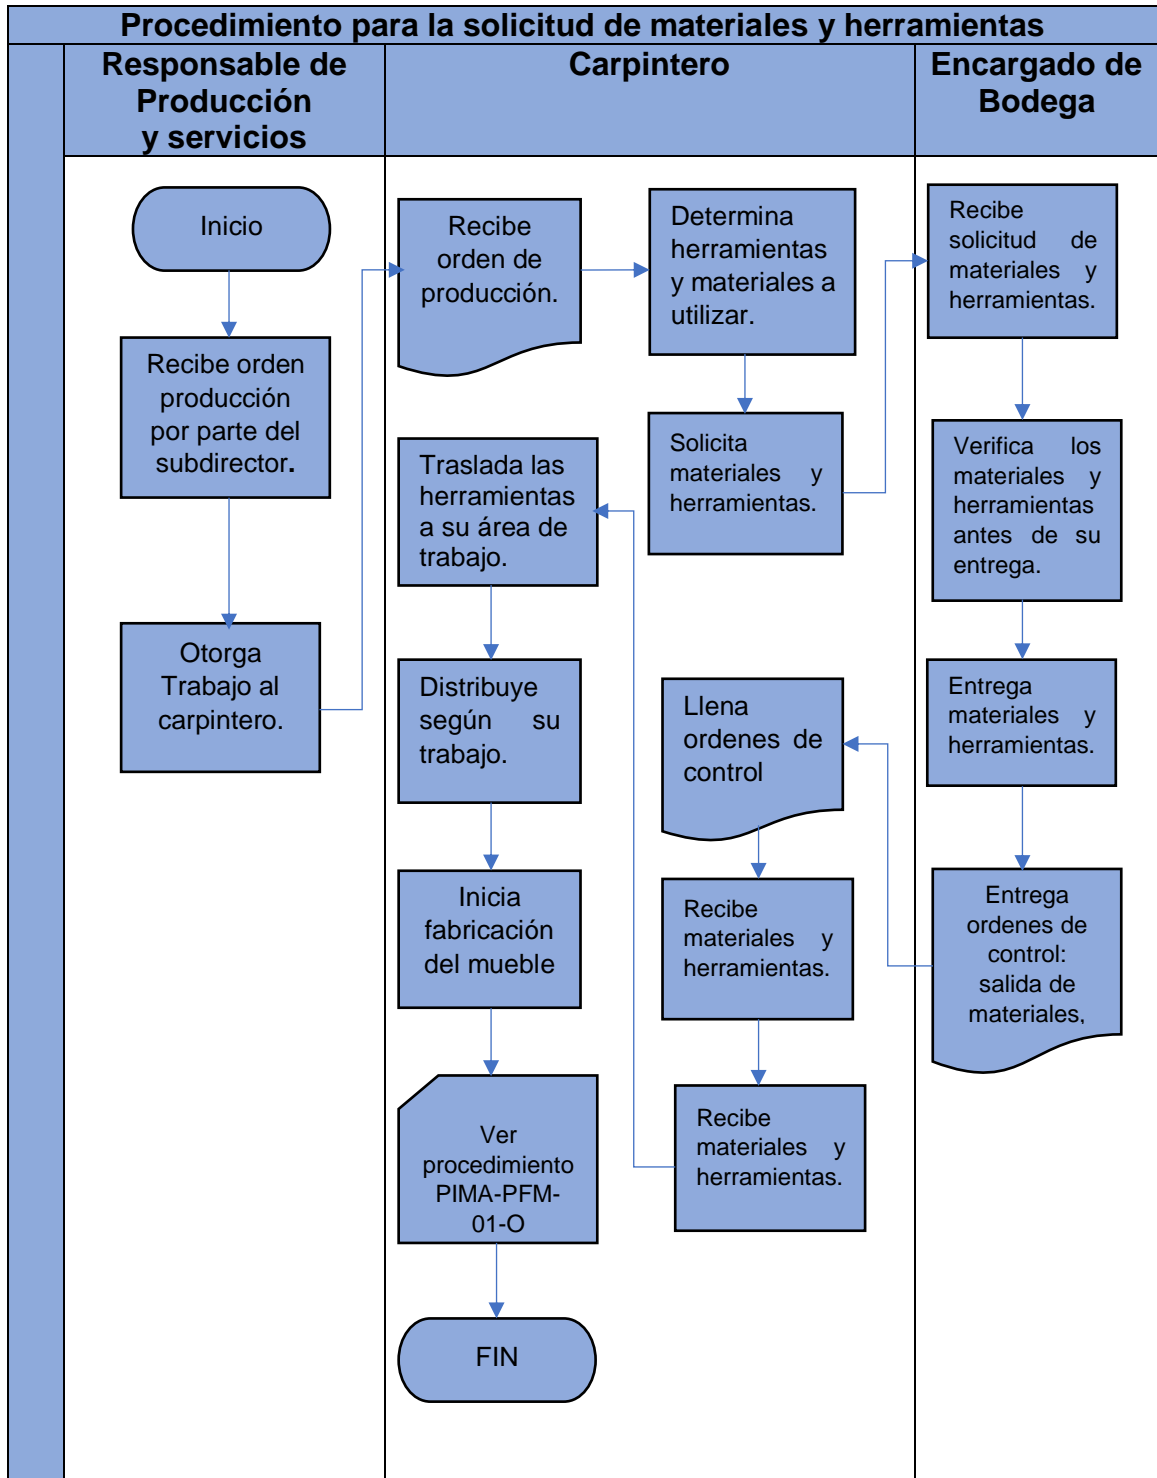 Procedimiento para la solicitud de materiales y herramientas
Responsable de
Producción
y servicios
Carpintero
Encargado de
Bodega
Inicio
Recibe orden
producción
por parte del
subdirector.
Otorga
Trabajo al
carpintero.
Recibe
orden de
producción.
Determina
herramientas
y materiales a
utilizar.
Solicita
materiales y
herramientas.
Recibe
solicitud de
materiales y
herramientas.
Verifica los
materiales y
herramientas
antes de su
entrega.
Entrega
materiales y
herramientas.
Entrega
ordenes de
control:
salida de
materiales,
Llena
ordenes de
control
Recibe
materiales y
herramientas.
Recibe
materiales y
herramientas.
Traslada las
herramientas
a su área de
trabajo.
Distribuye
según su
trabajo.
Inicia
fabricación
del mueble
Ver
procedimiento
PIMA-PFM-
01-O
FIN